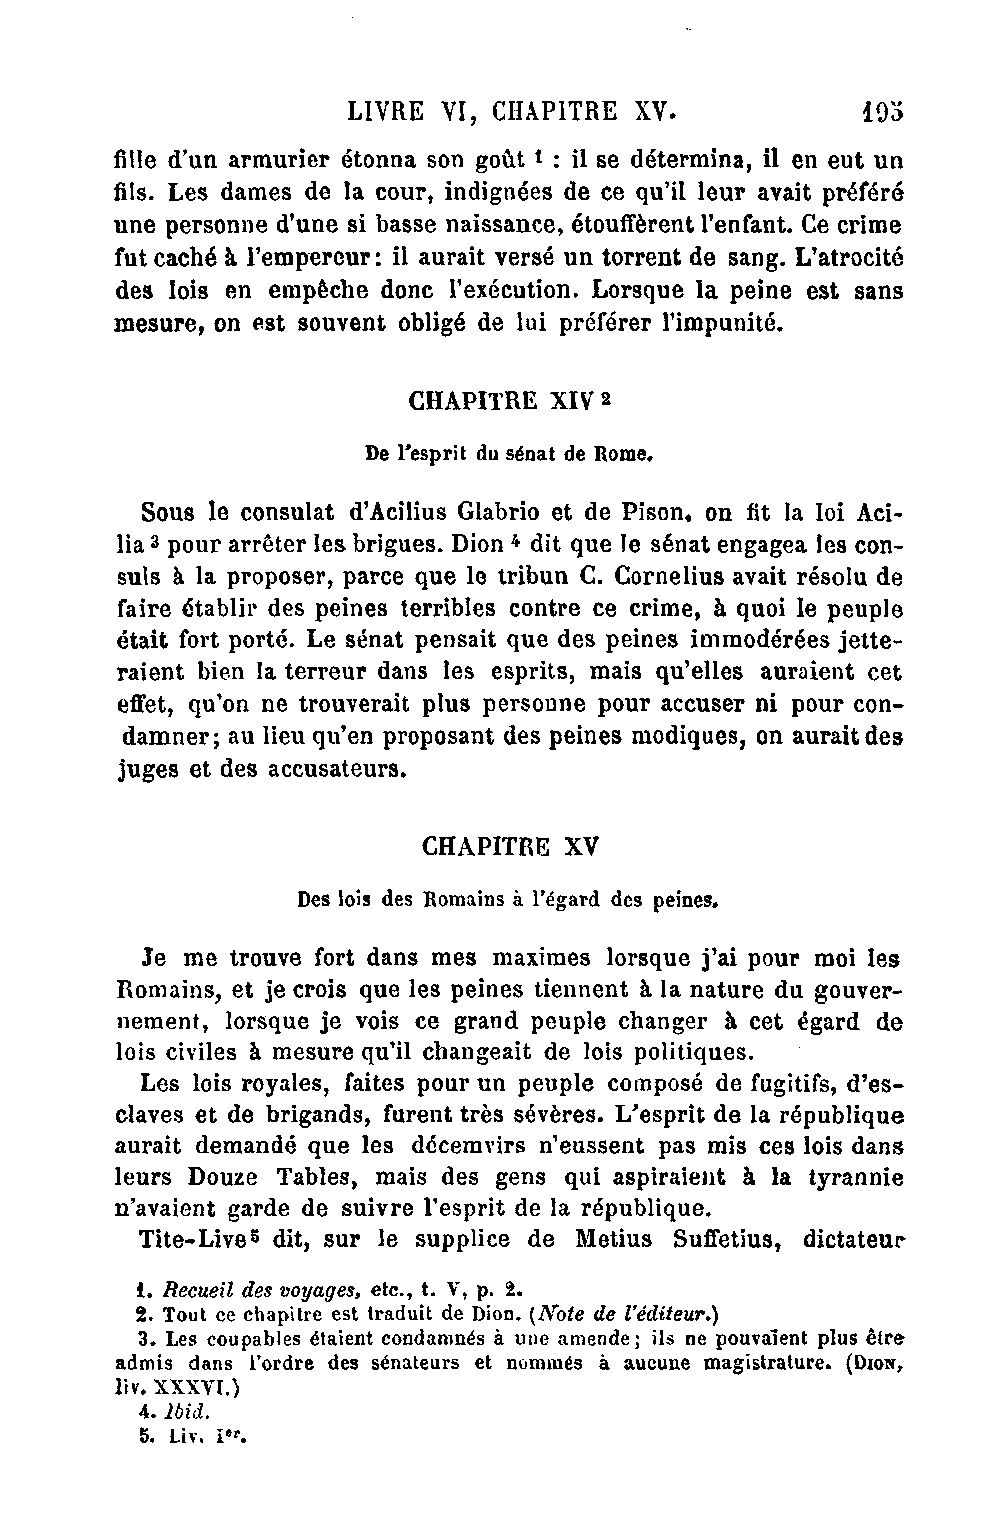 LIVRE VI, CHAPITRE XV. 195
fille d'un armurier étonna son goût 1 : il se détermina, il en eut un
fils. Les dames de la cour, indignées de ce qu'il leur avait préféré
une personne d'une si basse naissance, étouffèrent l'enfant. Ce crime
fut caché à l'empereur : il aurait versé un torrent de sang. L'atrocité
des lois en empêche donc l'exécution. Lorsque la peine est sans
mesure, on est souvent obligé de lui préférer l'impunité.
CHAPITRE XIV 2
De l'esprit du sénat de Rome.
Sous le consulat d'Acilius Glabrio et de Pison, on fit la loi Aci-
lia 3 pour arrêter les brigues. Dion 4 dit que le sénat engagea les con-
suls à la proposer, parce que le tribun C. Cornelius avait résolu de
faire établir des peines terribles contre ce crime, à quoi le peuple
était fort porté. Le sénat pensait que des peines immodérées jette-
raient bien la terreur dans les esprits, mais qu'elles auraient cet
effet, qu'on ne trouverait plus personne pour accuser ni pour con-
damner ; au lieu qu'en proposant des peines modiques, on aurait des
juges et des accusateurs.
CHAPITRE XV
Des lois des Romains à l'égard des peines.
Je me trouve fort dans mes maximes lorsque j'ai pour moi les
Romains, et je crois que les peines tiennent à la nature du gouver-
nement, lorsque je vois ce grand peuple changer à cet égard de
lois civiles à mesure qu'il changeait de lois politiques.
Les lois royales, faites pour un peuple composé de fugitifs, d'es-
claves et de brigands, furent très sévères. L'esprit de la république
aurait demandé que les décemvirs n'eussent pas mis ces lois dans
leurs Douze Tables, mais des gens qui aspiraient à la tyrannie
n'avaient garde de suivre l'esprit de la république.
Tite-Live 5 dit, sur le supplice de Metius Suffetius, dictateur
1. Recueil des voyages, etc., t. V, p. 2.
2. Tout ce chapitre est traduit de Dion. (Note de l'éditeur.)
3. Les coupables étaient condamnés à une amende ; ils ne pouvaient plus être
admis dans l'ordre des sénateurs et nommés à aucune magistrature. (DION,
liv. XXXVI.)
4. Ibid.
5. Liv. Ier.